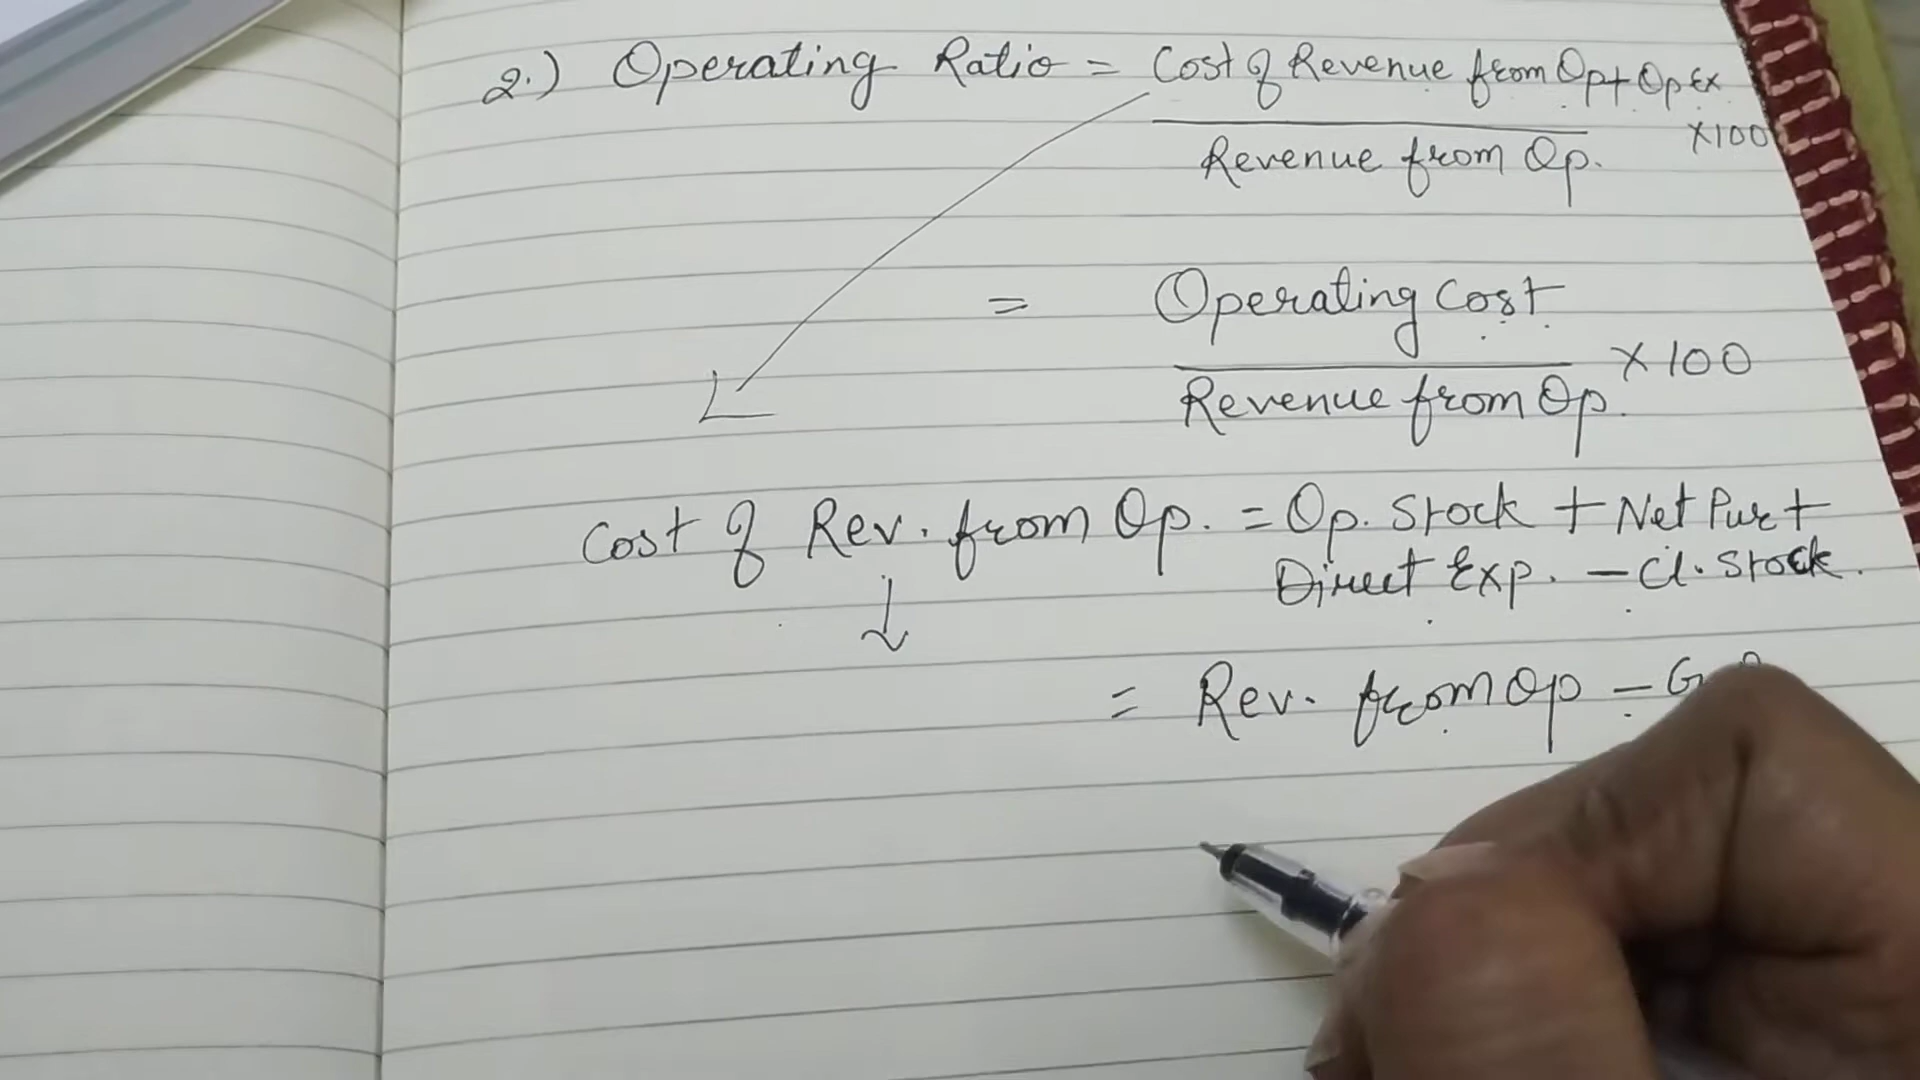 2.) Operating Ratio = Cost of Revenue from Op + Op Ex
×100
Revenue from Op.
= Operating Cost
× 100
Revenue from Op.
Cost of Rev. from Op. = Op. Stock + Net Pur +
Direct Exp. - Cl. Stock.
= Rev. from Op - G